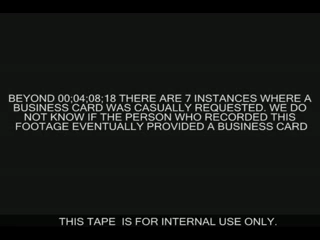 BEYOND 00;04;08;18 THERE ARE 7 INSTANCES WHERE A
BUSINESS CARD WAS CASUALLY REQUESTED. WE DO
NOT KNOW IF THE PERSON WHO RECORDED THIS
FOOTAGE EVENTUALLY PROVIDED A BUSINESS CARD
THIS TAPE IS FOR INTERNAL USE ONLY.